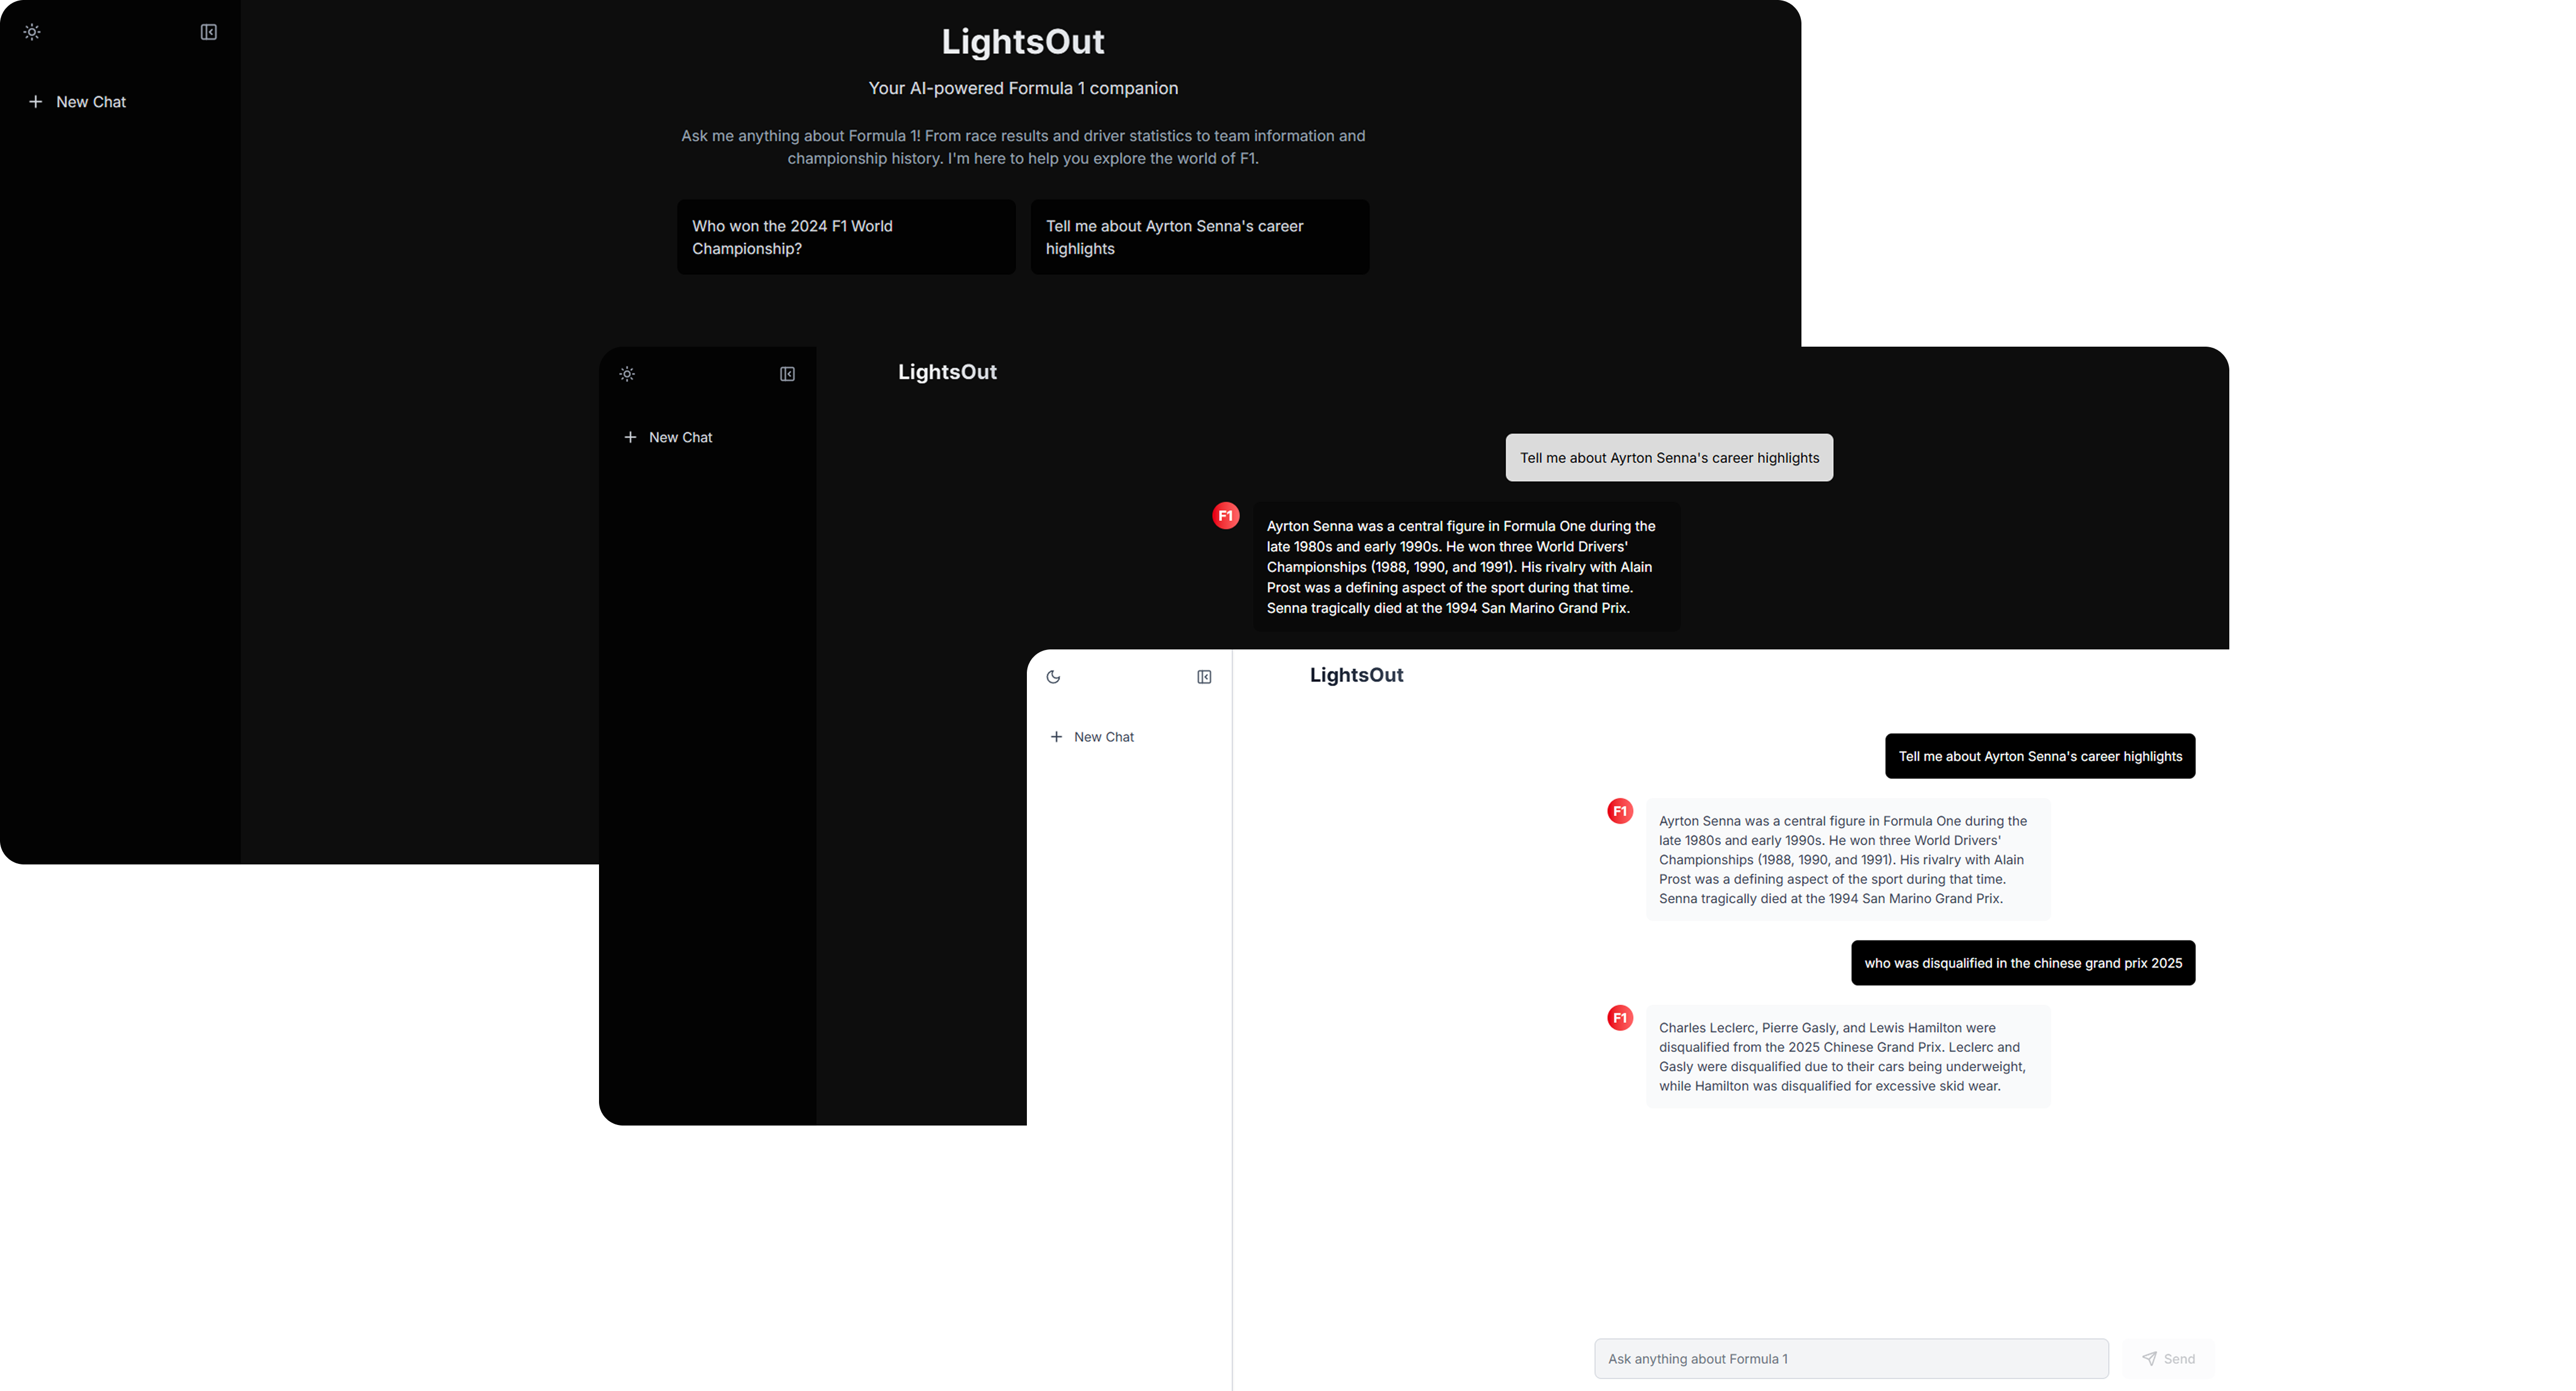 LightsOut
Your AI-powered Formula 1 companion
New Chat
Ask me anything about Formula 1! From race results and driver statistics to team information and
championship history. I'm here to help you explore the world of F1.
Who won the 2024 F1 World
Championship?
Tell me about Ayrton Senna's career
highlights
LightsOut
New Chat
Tell me about Ayrton Senna's career highlights
F1
Ayrton Senna was a central figure in Formula One during the
late 1980s and early 1990s. He won three World Drivers'
Championships (1988, 1990, and 1991). His rivalry with Alain
Prost was a defining aspect of the sport during that time.
Senna tragically died at the 1994 San Marino Grand Prix.
LightsOut
New Chat
Tell me about Ayrton Senna's career highlights
F1
Ayrton Senna was a central figure in Formula One during the
late 1980s and early 1990s. He won three World Drivers'
Championships (1988, 1990, and 1991). His rivalry with Alain
Prost was a defining aspect of the sport during that time.
Senna tragically died at the 1994 San Marino Grand Prix.
who was disqualified in the chinese grand prix 2025
F1
Charles Leclerc, Pierre Gasly, and Lewis Hamilton were
disqualified from the 2025 Chinese Grand Prix. Leclerc and
Gasly were disqualified due to their cars being underweight,
while Hamilton was disqualified for excessive skid wear.
Ask anything about Formula 1
Send